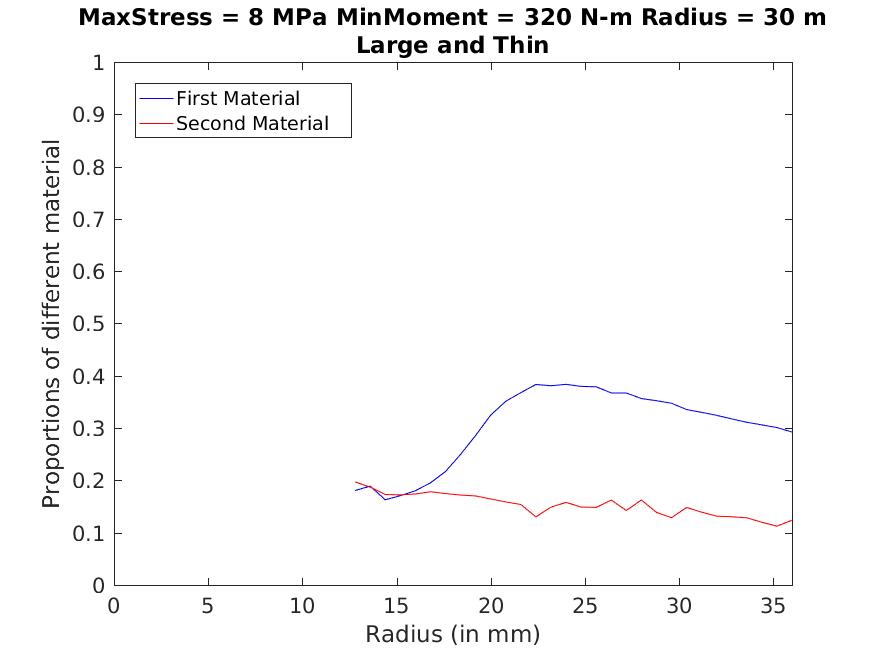 MaxStress = 8 MPa MinMoment = 320 N-m Radius = 30 m
Large and Thin
1
0.9
0.8
0.7
0.6
0.5
0.4
0.3
0.2
0.1
0
Proportions of different material
First Material
Second Material
0 5 10 15 20 25 30 35
Radius (in mm)